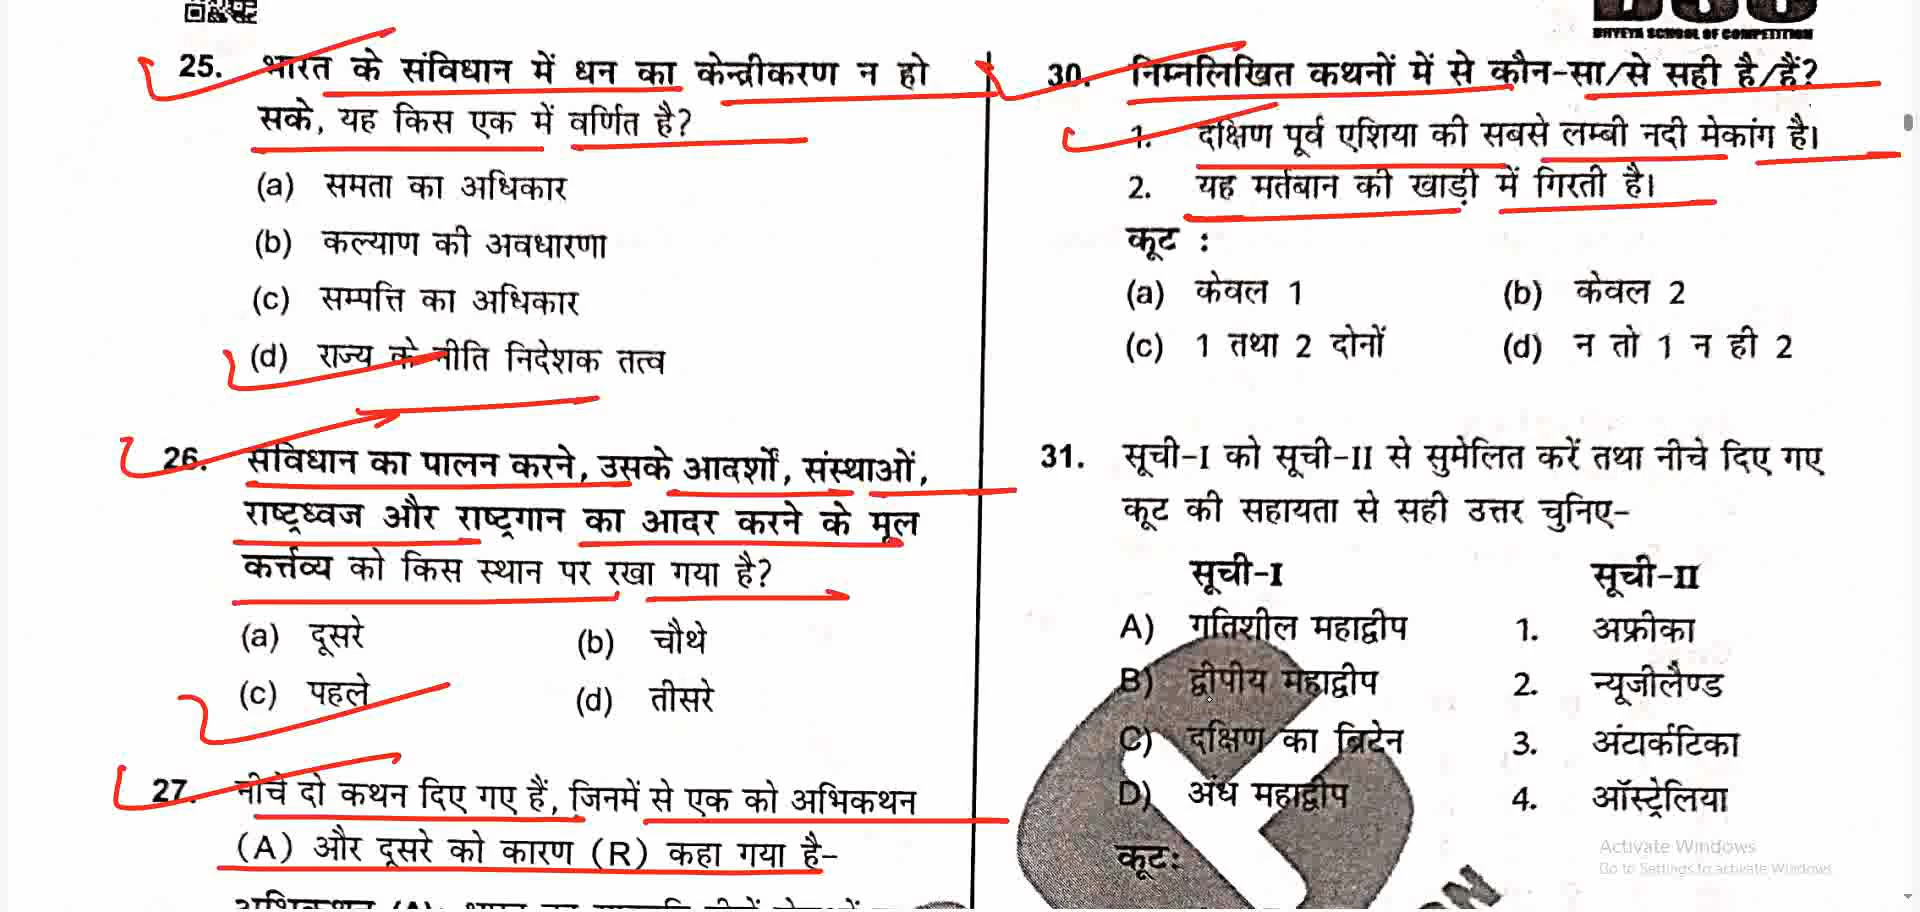 DHYEYA SCHOOL OF COMPETITION
25. भारत के संविधान में धन का केन्द्रीकरण न हो
सके, यह किस एक में वर्णित है?
(a) समता का अधिकार
(b) कल्याण की अवधारणा
(c) सम्पत्ति का अधिकार
(d) राज्य के नीति निदेशक तत्व
26. संविधान का पालन करने, उसके आदर्शों, संस्थाओं,
राष्ट्रध्वज और राष्ट्रगान का आदर करने के मूल
कर्त्तव्य को किस स्थान पर रखा गया है?
(a) दूसरे (b) चौथे
(c) पहले (d) तीसरे
27. नीचे दो कथन दिए गए हैं, जिनमें से एक को अभिकथन
(A) और दूसरे को कारण (R) कहा गया है-
30. निम्नलिखित कथनों में से कौन-सा/से सही है/हैं?
1. दक्षिण पूर्व एशिया की सबसे लम्बी नदी मेकांग है।
2. यह मर्तबान की खाड़ी में गिरती है।
कूट :
(a) केवल 1 (b) केवल 2
(c) 1 तथा 2 दोनों (d) न तो 1 न ही 2
31. सूची-I को सूची-II से सुमेलित करें तथा नीचे दिए गए
कूट की सहायता से सही उत्तर चुनिए-
सूची-I सूची-II
A) गतिशील महाद्वीप 1. अफ्रीका
B) द्वीपीय महाद्वीप 2. न्यूजीलैण्ड
C) दक्षिण का ब्रिटेन 3. अंटार्कटिका
D) अंध महाद्वीप 4. ऑस्ट्रेलिया
कूट:
Activate Windows
Go to Settings to activate Windows.